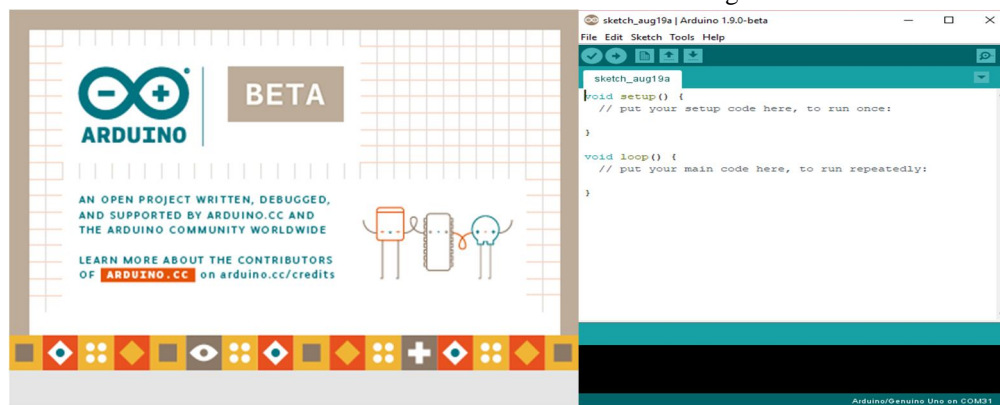 ARDUINO
BETA
AN OPEN PROJECT WRITTEN, DEBUGGED,
AND SUPPORTED BY ARDUINO.CC AND
THE ARDUINO COMMUNITY WORLDWIDE
LEARN MORE ABOUT THE CONTRIBUTORS
OF ARDUINO.CC on arduino.cc/credits
sketch_aug19a | Arduino 1.9.0-beta
File Edit Sketch Tools Help
sketch_aug19a
void setup() {
// put your setup code here, to run once:
}
void loop() {
// put your main code here, to run repeatedly:
}
Arduino/Genuino Uno on COM31